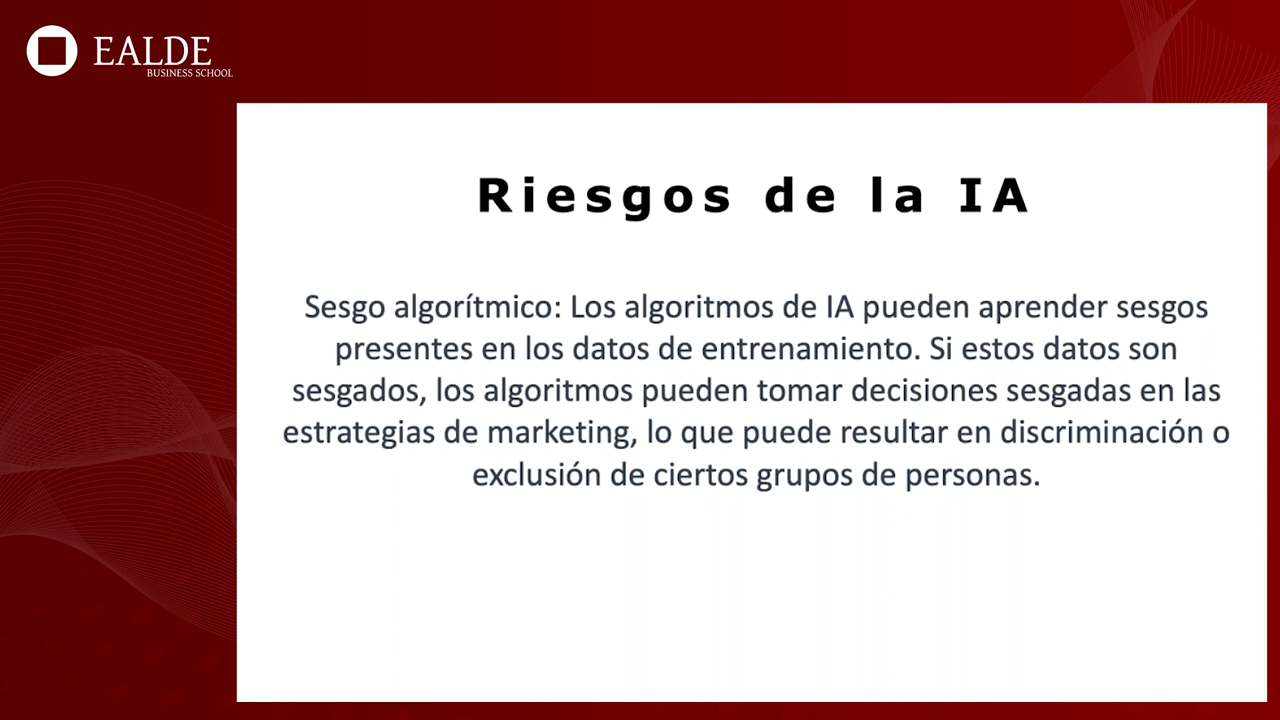 EALDE
BUSINESS SCHOOL
Riesgos de la IA
Sesgo algorítmico: Los algoritmos de IA pueden aprender sesgos
presentes en los datos de entrenamiento. Si estos datos son
sesgados, los algoritmos pueden tomar decisiones sesgadas en las
estrategias de marketing, lo que puede resultar en discriminación o
exclusión de ciertos grupos de personas.